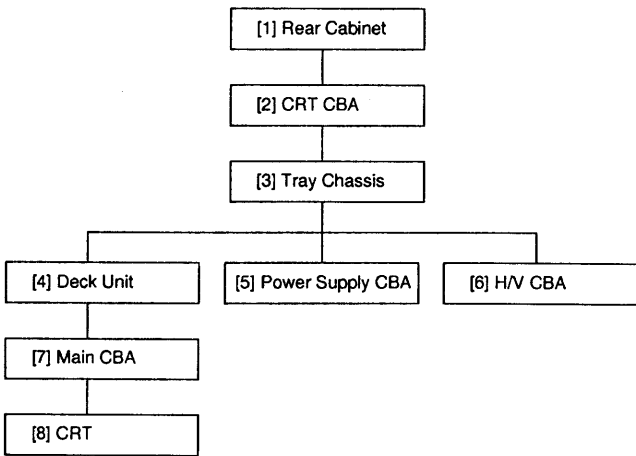 [1] Rear Cabinet
[2] CRT CBA
[3] Tray Chassis
[4] Deck Unit
[5] Power Supply CBA
[6] H/V CBA
[7] Main CBA
[8] CRT